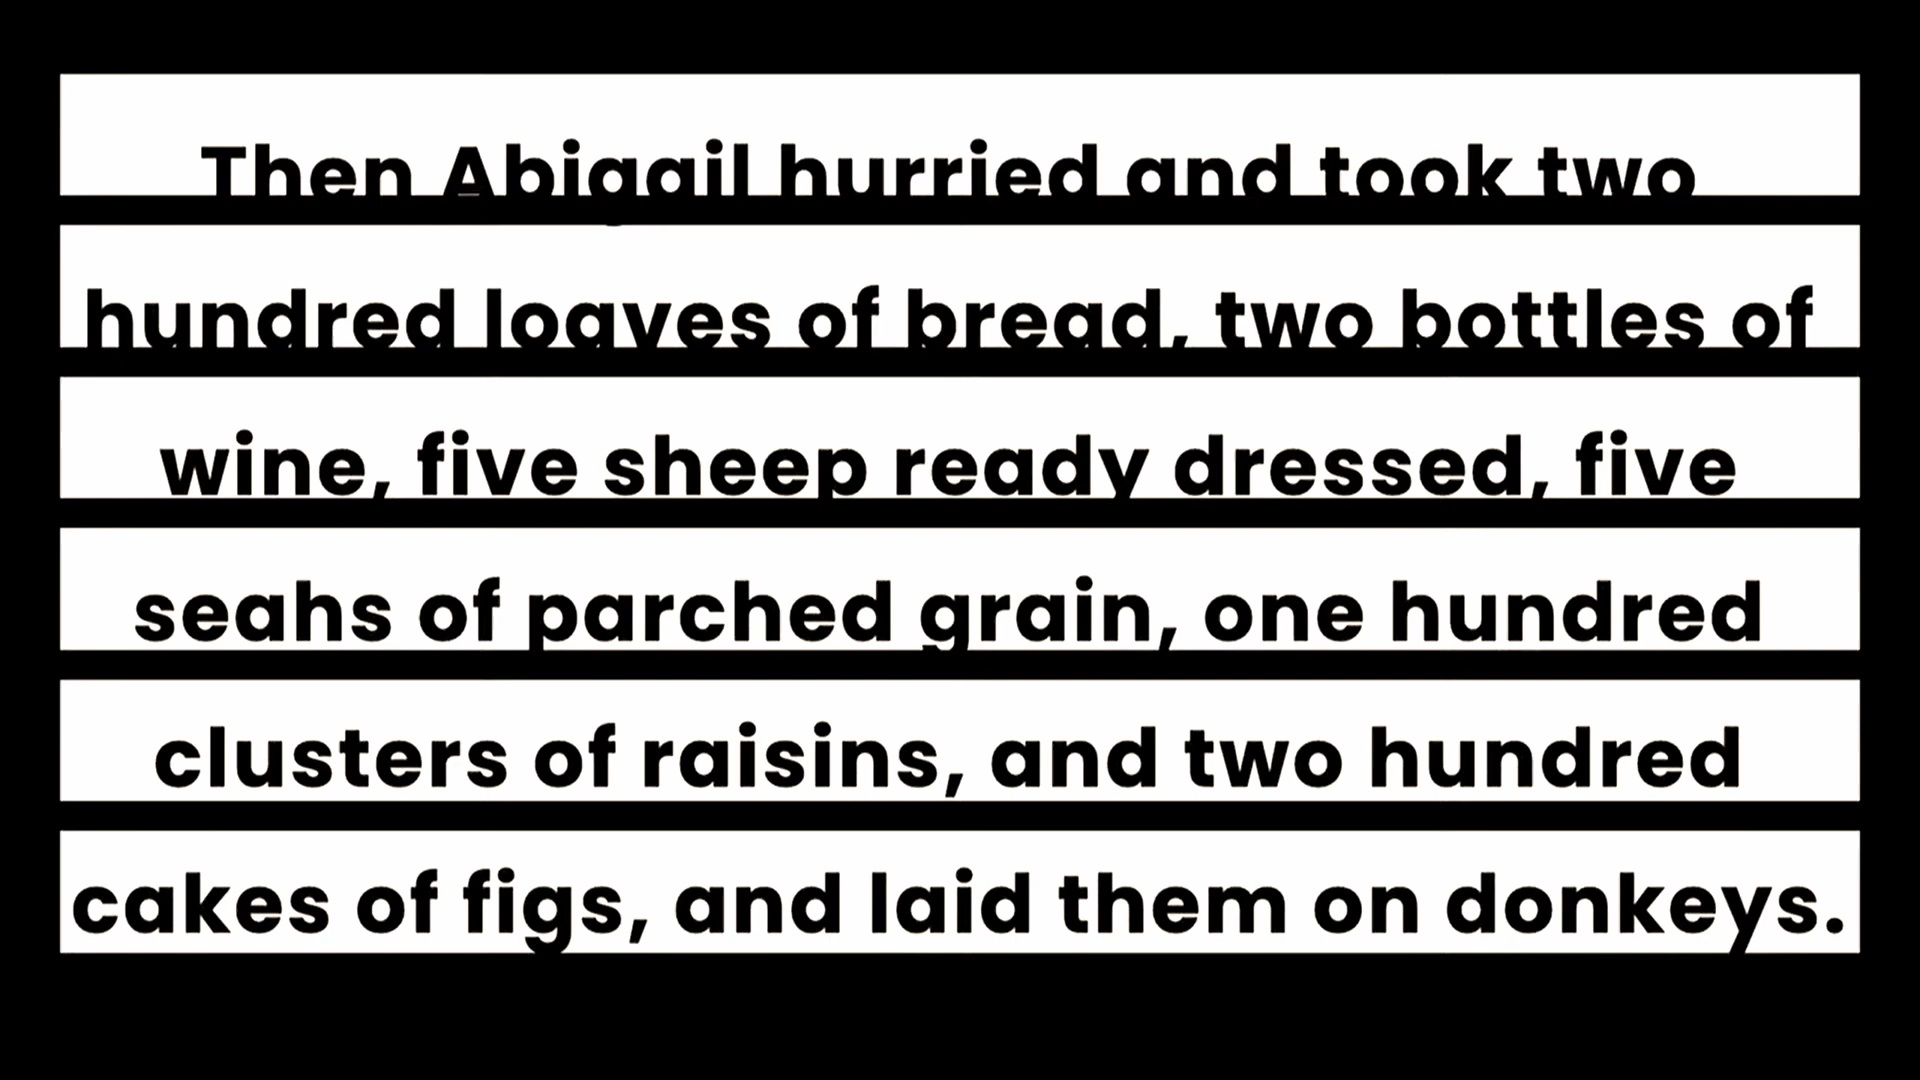 Then Abigail hurried and took two
hundred loaves of bread, two bottles of
wine, five sheep ready dressed, five
seahs of parched grain, one hundred
clusters of raisins, and two hundred
cakes of figs, and laid them on donkeys.